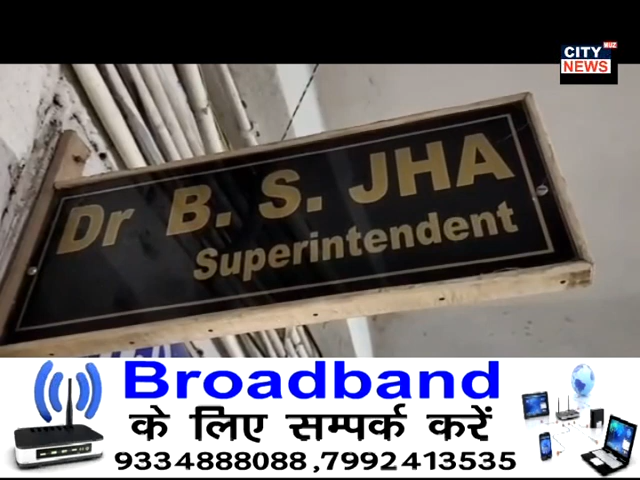 CITY MUZ
NEWS
Dr B. S. JHA
Superintendent
Broadband
के लिए सम्पर्क करें
9334888088,7992413535